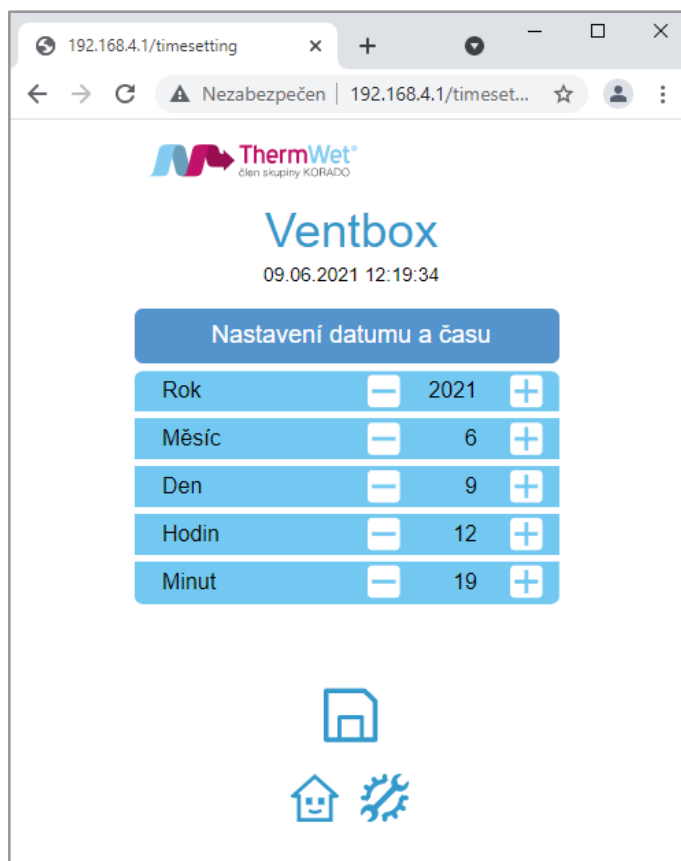 192.168.4.1/timesetting
Nezabezpečen 192.168.4.1/timeset...
ThermWet®
člen skupiny KORADO
Ventbox
09.06.2021 12:19:34
Nastavení datumu a času
Rok 2021
Měsíc 6
Den 9
Hodin 12
Minut 19